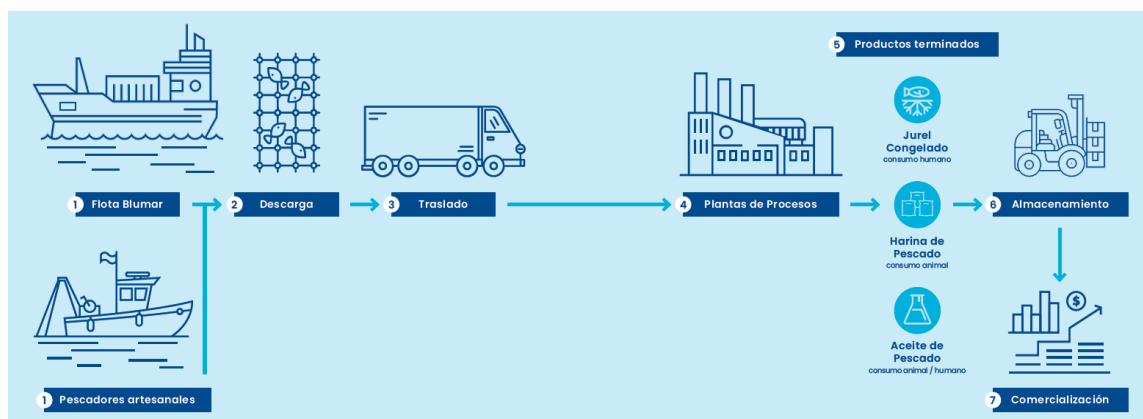 5 Productos terminados
Jurel
Congelado
consumo humano
1 Flota Blumar
2 Descarga
3 Traslado
4 Plantas de Procesos
6 Almacenamiento
Harina de
Pescado
consumo animal
$
Aceite de
Pescado
consumo animal / humano
1 Pescadores artesanales
7 Comercialización